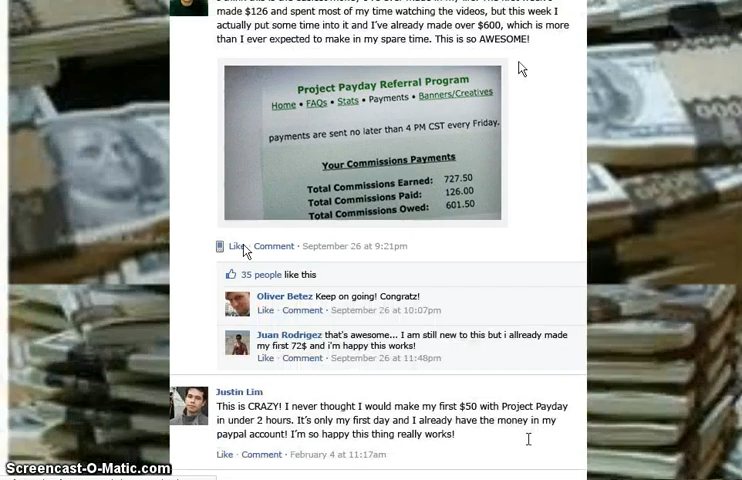 made $126 and spent most of my time watching the videos, but this week I
actually put some time into it and I've already made over $600, which is more
than I ever expected to make in my spare time. This is so AWESOME!
Project Payday Referral Program
Home • FAQs • Stats • Payments • Banners/Creatives
payments are sent no later than 4 PM CST every Friday.
Your Commissions Payments
Total Commissions Earned: 727.50
Total Commissions Paid: 126.00
Total Commissions Owed: 601.50
Like · Comment · September 26 at 9:21pm
35 people like this
Oliver Betez Keep on going! Congratz!
Like · Comment · September 26 at 10:07pm
Juan Rodrigez that's awesome... I am still new to this but i allready made
my first 72$ and i'm happy this works!
Like · Comment · September 26 at 11:48pm
Justin Lim
This is CRAZY! I never thought I would make my first $50 with Project Payday
in under 2 hours. It's only my first day and I already have the money in my
paypal account! I'm so happy this thing really works!
Like · Comment · February 4 at 11:17am
Screencast-O-Matic.com